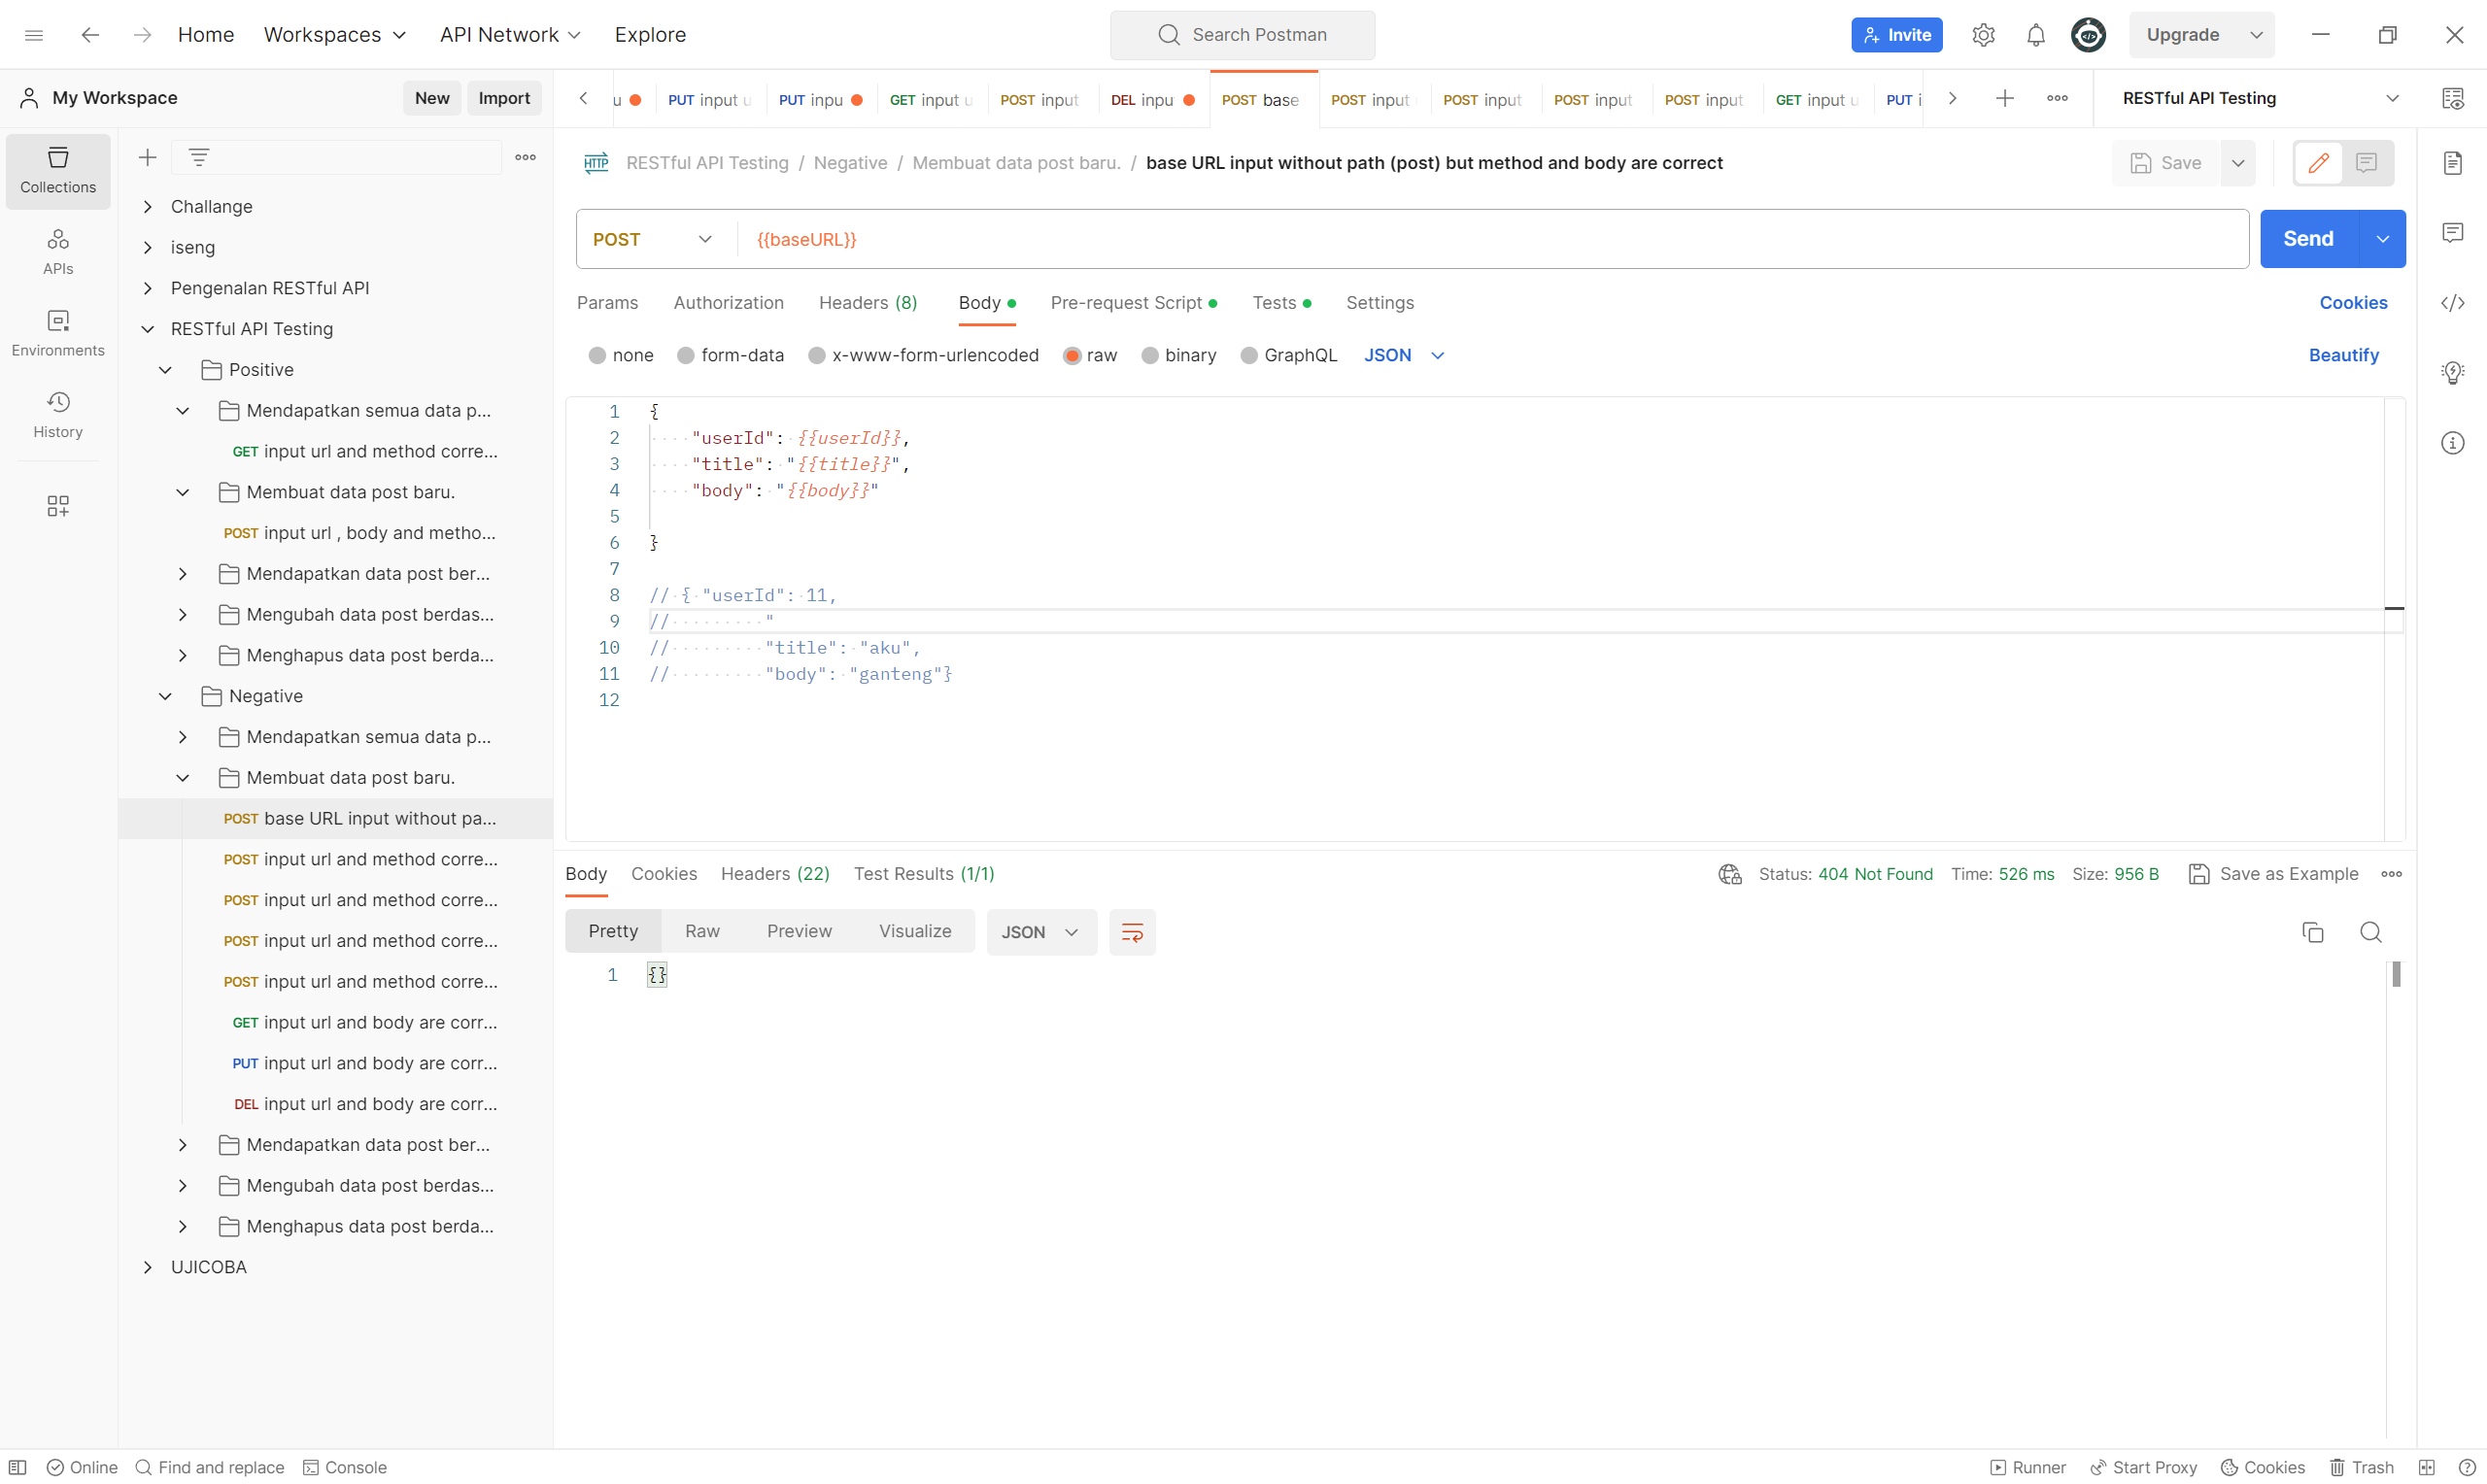 Home Workspaces API Network Explore Search Postman Invite Upgrade
My Workspace New Import
u PUT input u PUT inpu GET input u POST input DEL inpu POST base POST input POST input POST input POST input GET input u PUT i RESTful API Testing
Collections
APIs
Environments
History
Challange
iseng
Pengenalan RESTful API
RESTful API Testing
Positive
Mendapatkan semua data p...
GET input url and method corre...
Membuat data post baru.
POST input url , body and metho...
Mendapatkan data post ber...
Mengubah data post berdas...
Menghapus data post berda...
Negative
Mendapatkan semua data p...
Membuat data post baru.
POST base URL input without pa...
POST input url and method corre...
POST input url and method corre...
POST input url and method corre...
POST input url and method corre...
GET input url and body are corr...
PUT input url and body are corr...
DEL input url and body are corr...
Mendapatkan data post ber...
Mengubah data post berdas...
Menghapus data post berda...
UJICOBA
HTTP RESTful API Testing / Negative / Membuat data post baru. / base URL input without path (post) but method and body are correct Save
POST {{baseURL}} Send
Params Authorization Headers (8) Body Pre-request Script Tests Settings Cookies
none form-data x-www-form-urlencoded raw binary GraphQL JSON Beautify
1 {
2 "userId": {{userId}},
3 "title": "{{title}}",
4 "body": "{{body}}"
5
6 }
7
8 // { "userId": 11,
9 // "
10 // "title": "aku",
11 // "body": "ganteng"}
12
Body Cookies Headers (22) Test Results (1/1) Status: 404 Not Found Time: 526 ms Size: 956 B Save as Example
Pretty Raw Preview Visualize JSON
1 {}
Online Find and replace Console Runner Start Proxy Cookies Trash